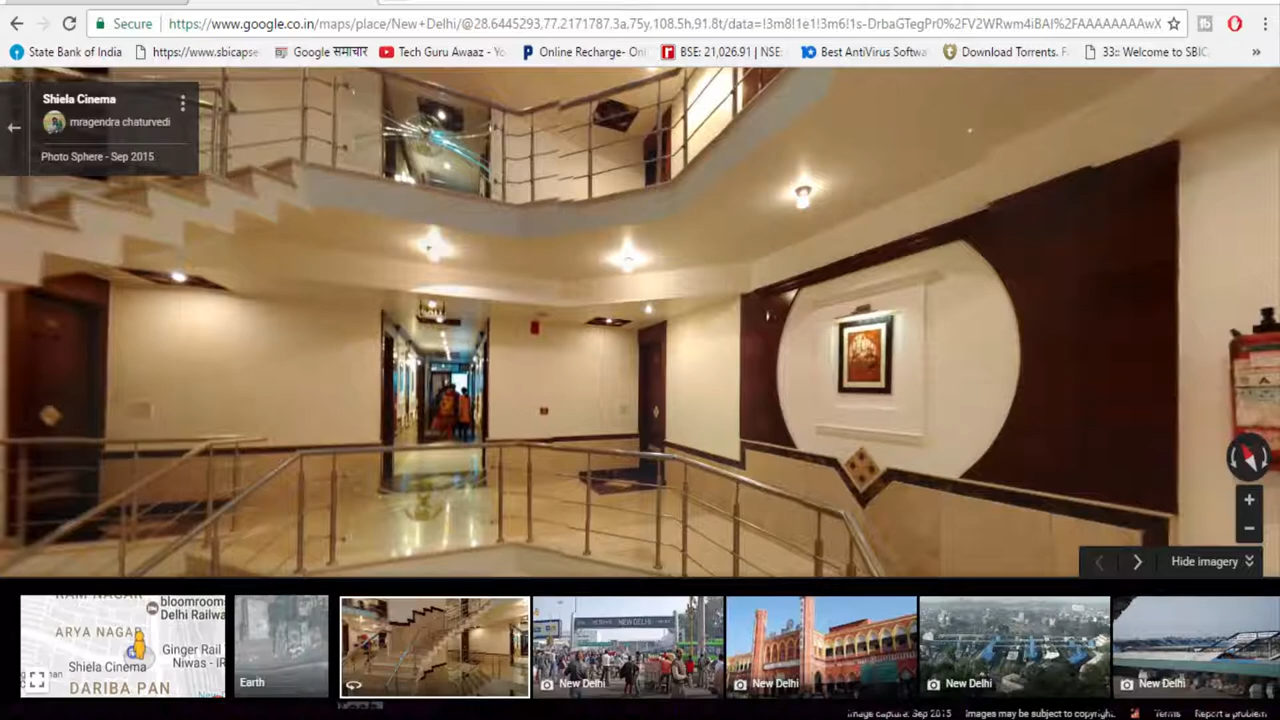 Secure https://www.google.co.in/maps/place/New+Delhi/@28.6445293,77.2171787,3a,75y,108.5h,91.8t/data=!3m8!1e1!3m6!1s-DrbaGTegPr0%2FV2WRwm4iBAI%2FAAAAAAAAwX
State Bank of India https://www.sbicapse Google समाचार Tech Guru Awaaz - Yo Online Recharge- Onli BSE: 21,026.91 | NSE: Best AntiVirus Softwa Download Torrents. F 33:: Welcome to SBIC
Shiela Cinema
mragendra chaturvedi
Photo Sphere - Sep 2015
Hide imagery
bloomroom
Delhi Railwa
ARYA NAGAR
Shiela Cinema
Ginger Rail
Niwas - IR
DARIBA PAN
Earth
NEW DELHI
New Delhi
New Delhi
New Delhi
New Delhi
Image capture: Sep 2015 Images may be subject to copyright. Terms Report a problem